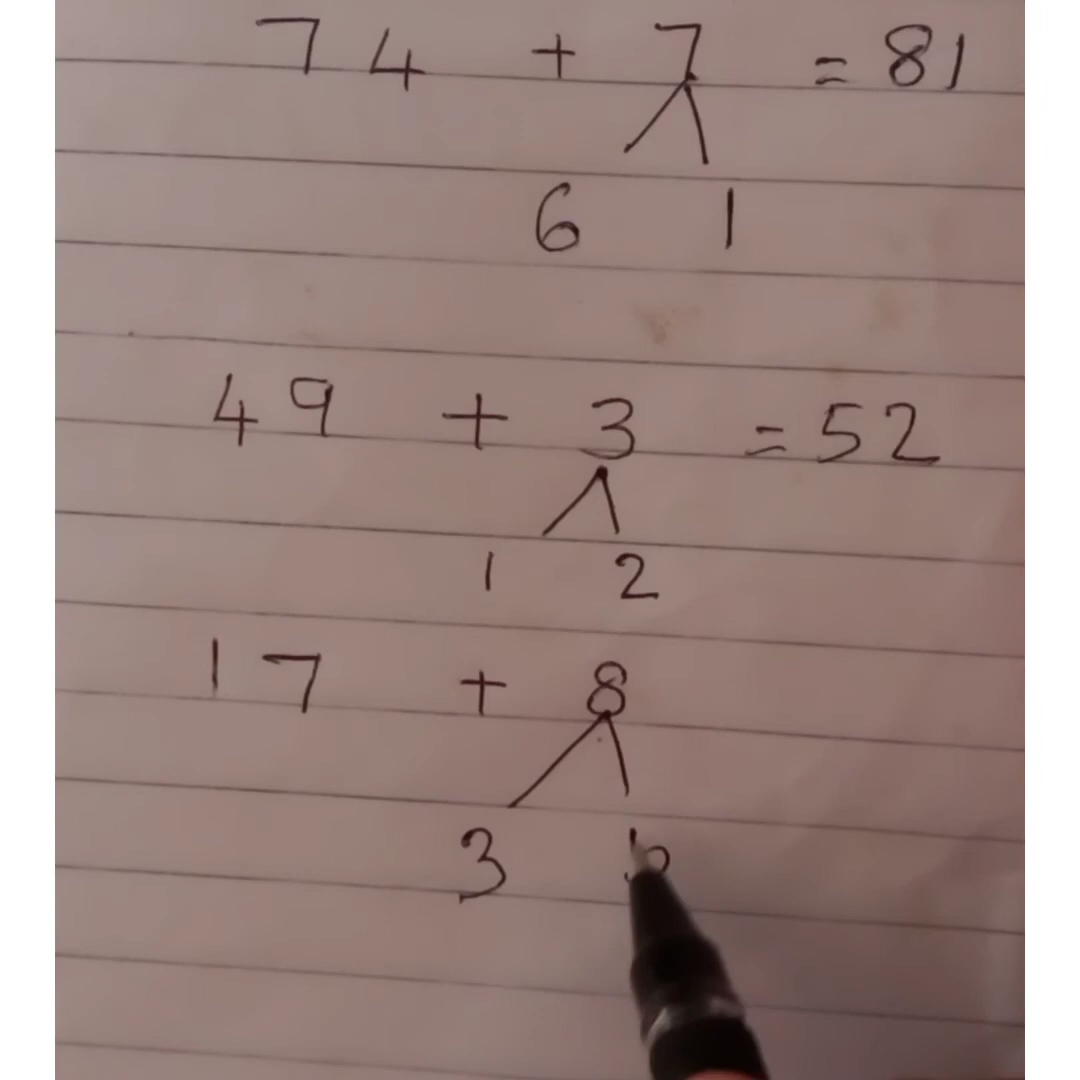 74 + 7 = 81
6 1
49 + 3 = 52
1 2
17 + 8
3